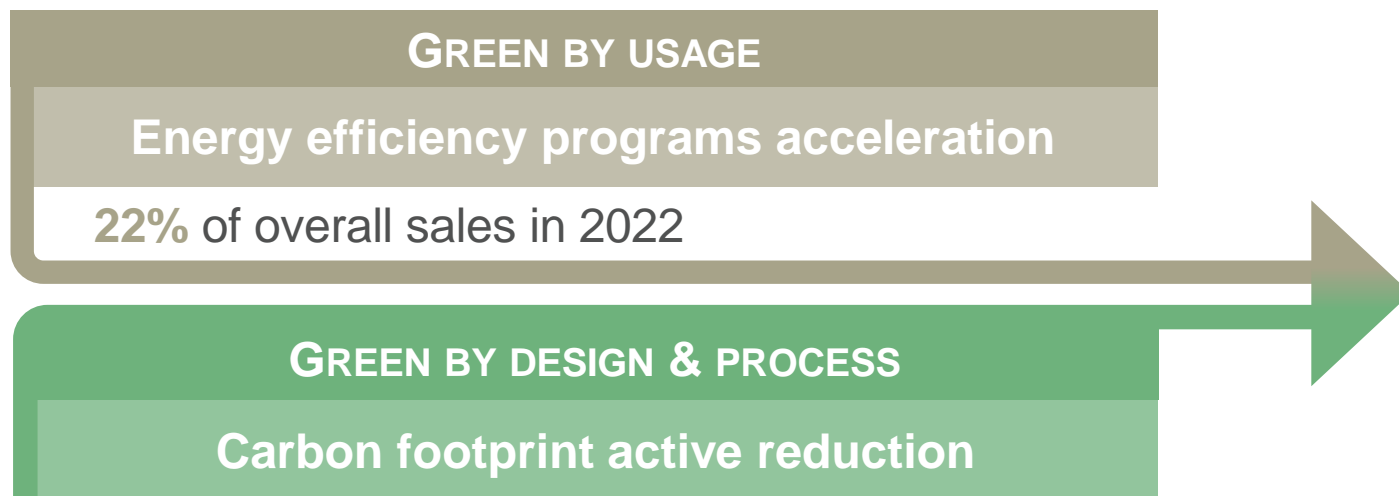 GREEN BY USAGE
Energy efficiency programs acceleration
22% of overall sales in 2022
GREEN BY DESIGN & PROCESS
Carbon footprint active reduction